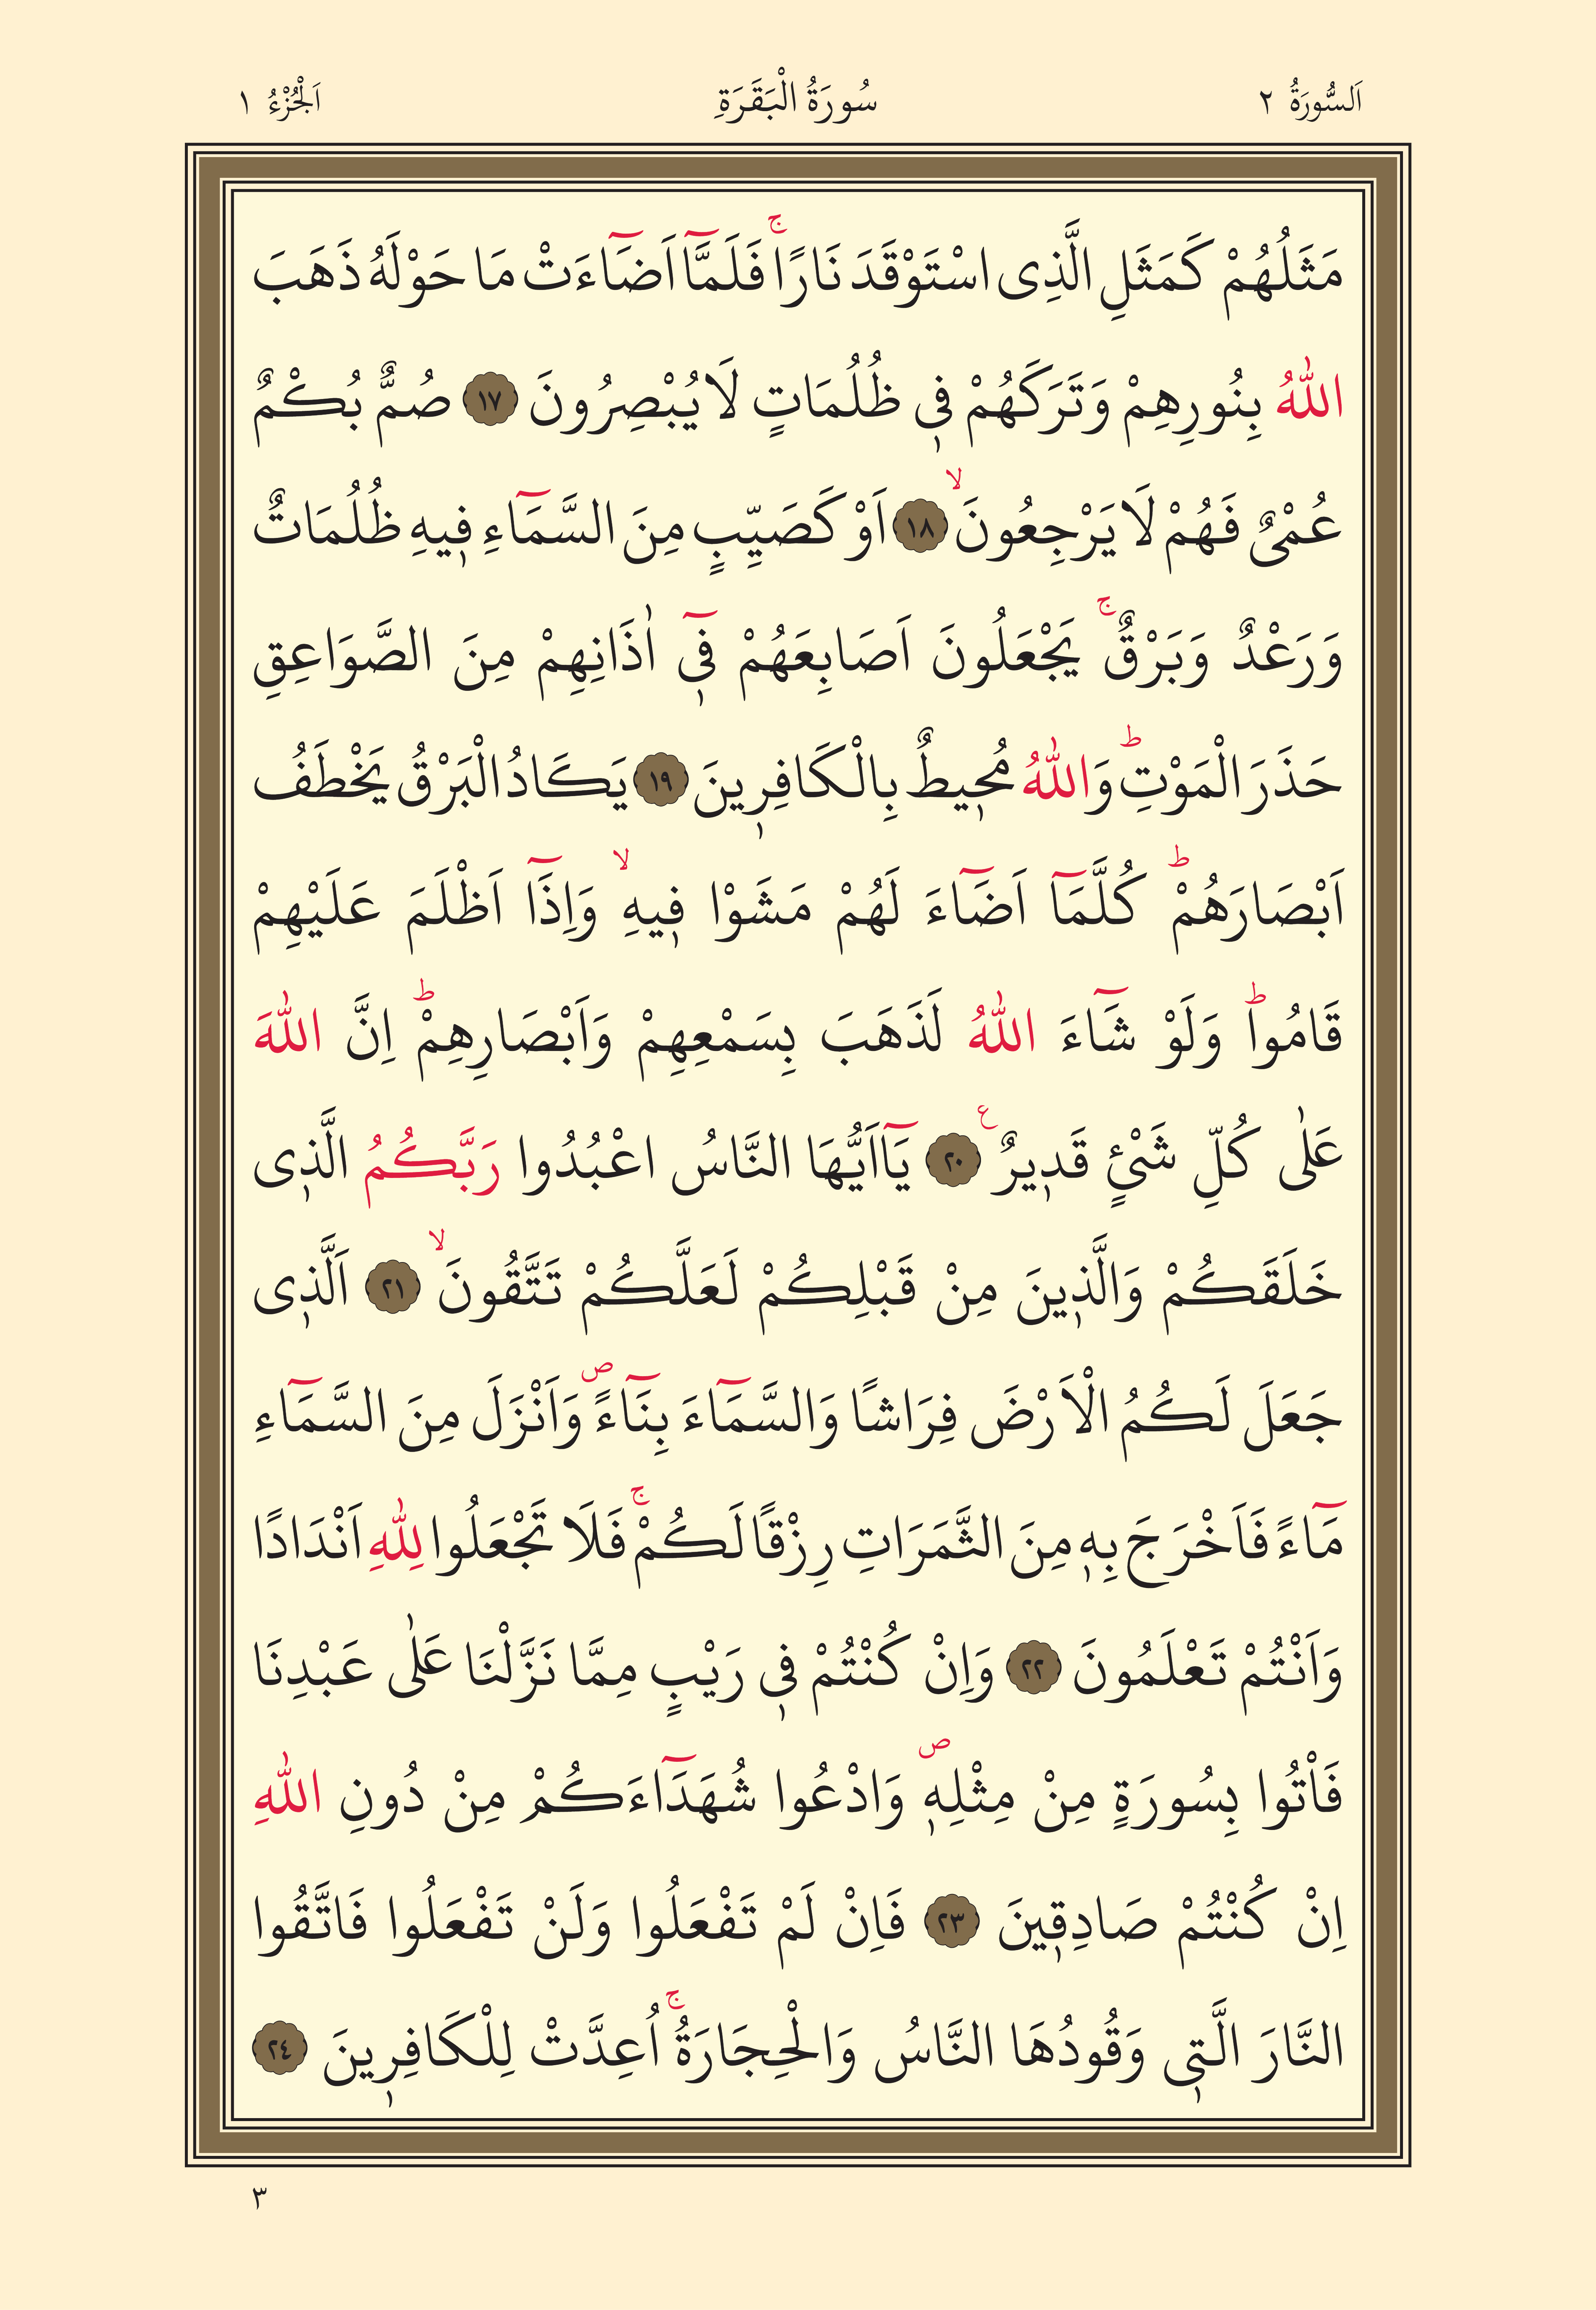 اَلسُّورَةُ ٢ سُورَةُ الْبَقَرَةِ اَلْجُزْءُ ١
مَثَلُهُمْ كَمَثَلِ الَّذِى اسْتَوْقَدَ نَارًاۚ فَلَمَّٓا اَضَٓاءَتْ مَا حَوْلَهُ ذَهَبَ
اللّٰهُ بِنُورِهِمْ وَتَرَكَهُمْ فٖى ظُلُمَاتٍ لَا يُبْصِرُونَ ١٧ صُمٌّ بُكْمٌ
عُمْىٌ فَهُمْ لَا يَرْجِعُونَۙ ١٨ اَوْ كَصَيِّبٍ مِنَ السَّمَٓاءِ فٖيهِ ظُلُمَاتٌ
وَرَعْدٌ وَبَرْقٌۚ يَجْعَلُونَ اَصَابِعَهُمْ فٖٓى اٰذَانِهِمْ مِنَ الصَّوَاعِقِ
حَذَرَ الْمَوْتِؕ وَاللّٰهُ مُحٖيطٌ بِالْكَافِرٖينَ ١٩ يَكَادُ الْبَرْقُ يَخْطَفُ
اَبْصَارَهُمْؕ كُلَّمَٓا اَضَٓاءَ لَهُمْ مَشَوْا فٖيهِۙ وَاِذَٓا اَظْلَمَ عَلَيْهِمْ
قَامُواؕ وَلَوْ شَٓاءَ اللّٰهُ لَذَهَبَ بِسَمْعِهِمْ وَاَبْصَارِهِمْؕ اِنَّ اللّٰهَ
عَلٰى كُلِّ شَىْءٍ قَدٖيرٌ ع ٢٠ يَٓا اَيُّهَا النَّاسُ اعْبُدُوا رَبَّكُمُ الَّذٖى
خَلَقَكُمْ وَالَّذٖينَ مِنْ قَبْلِكُمْ لَعَلَّكُمْ تَتَّقُونَۙ ٢١ اَلَّذٖى
جَعَلَ لَكُمُ الْاَرْضَ فِرَاشًا وَالسَّمَٓاءَ بِنَٓاءًࣕ وَاَنْزَلَ مِنَ السَّمَٓاءِ
مَٓاءً فَاَخْرَجَ بِهٖ مِنَ الثَّمَرَاتِ رِزْقًا لَكُمْۚ فَلَا تَجْعَلُوا لِلّٰهِ اَنْدَادًا
وَاَنْتُمْ تَعْلَمُونَ ٢٢ وَاِنْ كُنْتُمْ فٖى رَيْبٍ مِمَّا نَزَّلْنَا عَلٰى عَبْدِنَا
فَاْتُوا بِسُورَةٍ مِنْ مِثْلِهٖࣕ وَادْعُوا شُهَدَٓاءَكُمْ مِنْ دُونِ اللّٰهِ
اِنْ كُنْتُمْ صَادِقٖينَ ٢٣ فَاِنْ لَمْ تَفْعَلُوا وَلَنْ تَفْعَلُوا فَاتَّقُوا
النَّارَ الَّتٖى وَقُودُهَا النَّاسُ وَالْحِجَارَةُۚ اُعِدَّتْ لِلْكَافِرٖينَ ٢٤
٣